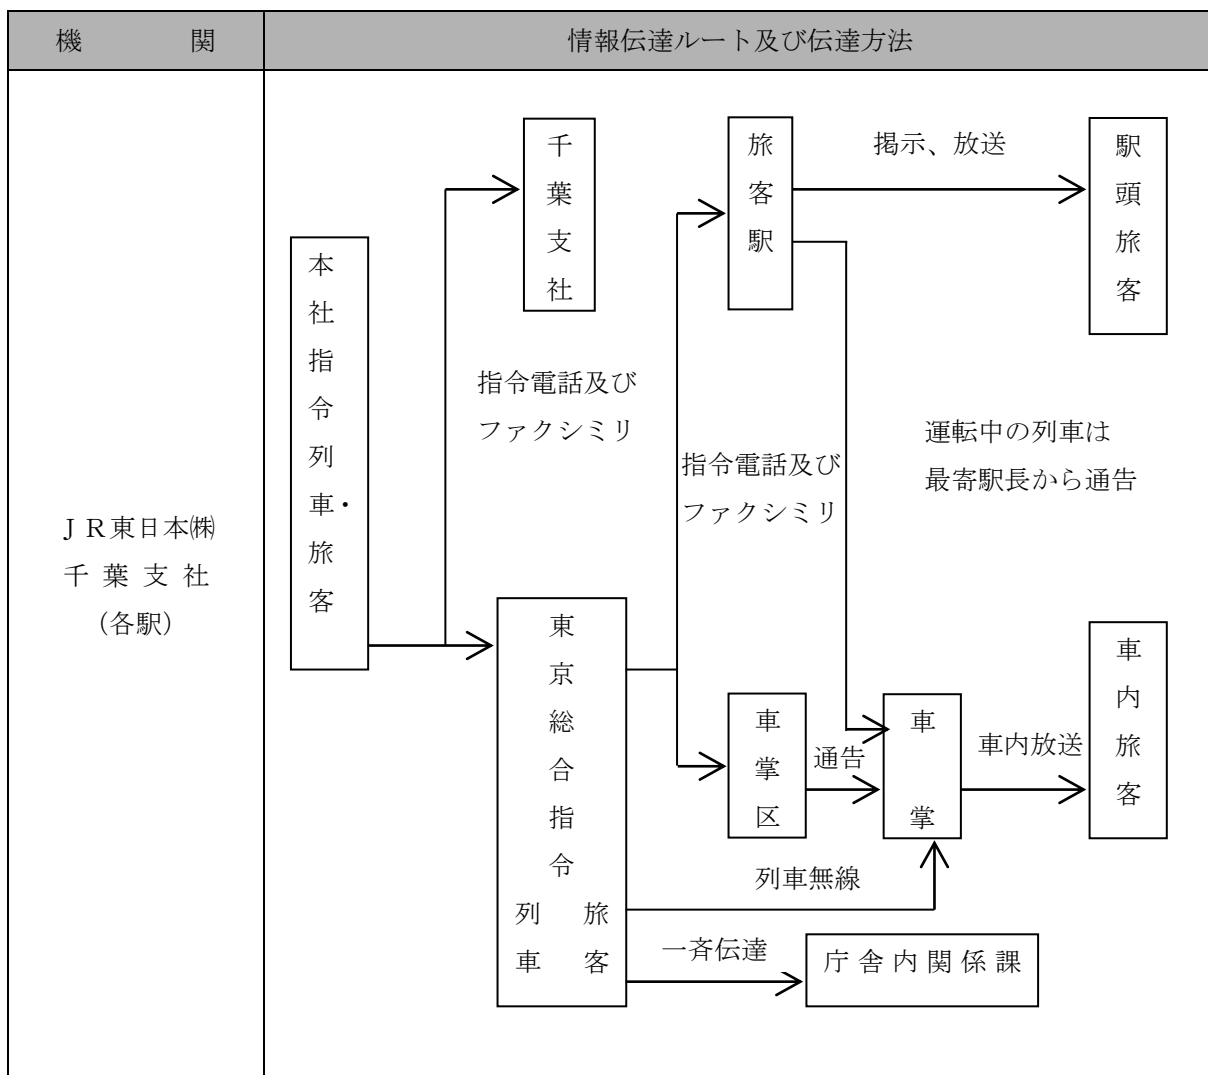 機関
情報伝達ルート及び伝達方法
ＪＲ東日本㈱
千葉支社
（各駅）
本社指令列車・旅客
千葉支社
指令電話及び
ファクシミリ
東京総合指令
列車
旅客
旅客駅
指令電話及び
ファクシミリ
車掌区
掲示、放送
駅頭旅客
運転中の列車は
最寄駅長から通告
通告
車掌
車内放送
車内旅客
列車無線
一斉伝達
庁舎内関係課